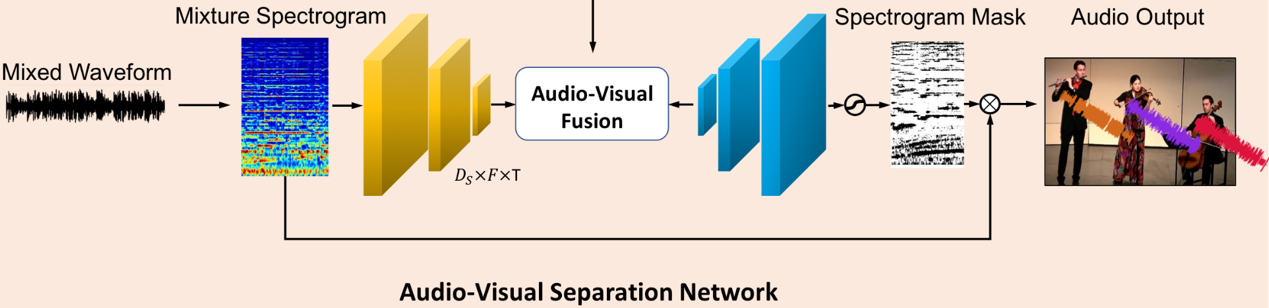 Mixture Spectrogram
Spectrogram Mask
Audio Output
Mixed Waveform
Audio-Visual
Fusion
D_S×F×T
Audio-Visual Separation Network